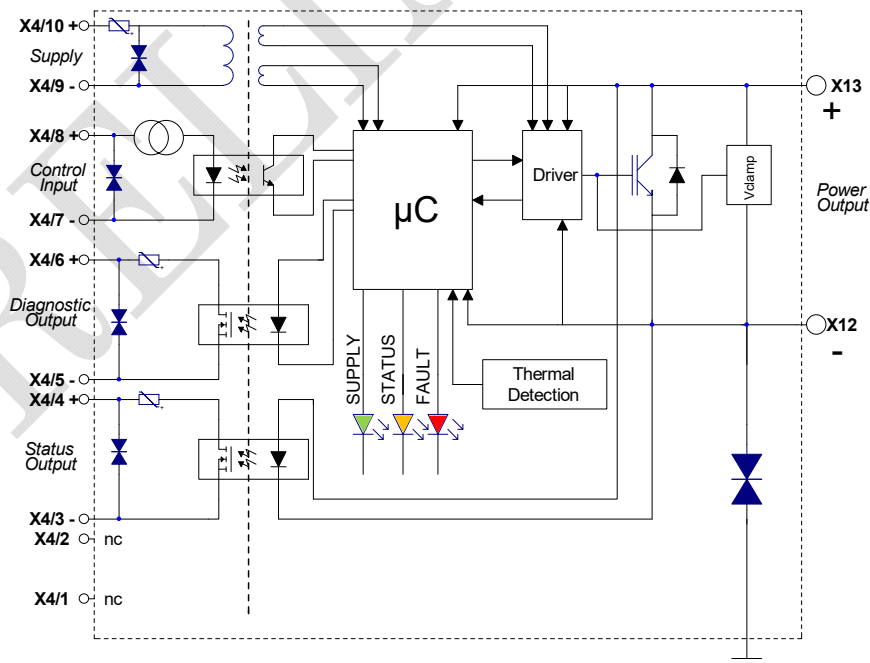 X4/10 +
Supply
X4/9 -
X4/8 +
Control
Input
X4/7 -
X4/6 +
Diagnostic
Output
X4/5 -
X4/4 +
Status
Output
X4/3 -
X4/2 nc
X4/1 nc
µC
Driver
Vclamp
X13
+
Power
Output
X12
-
SUPPLY
STATUS
FAULT
Thermal
Detection